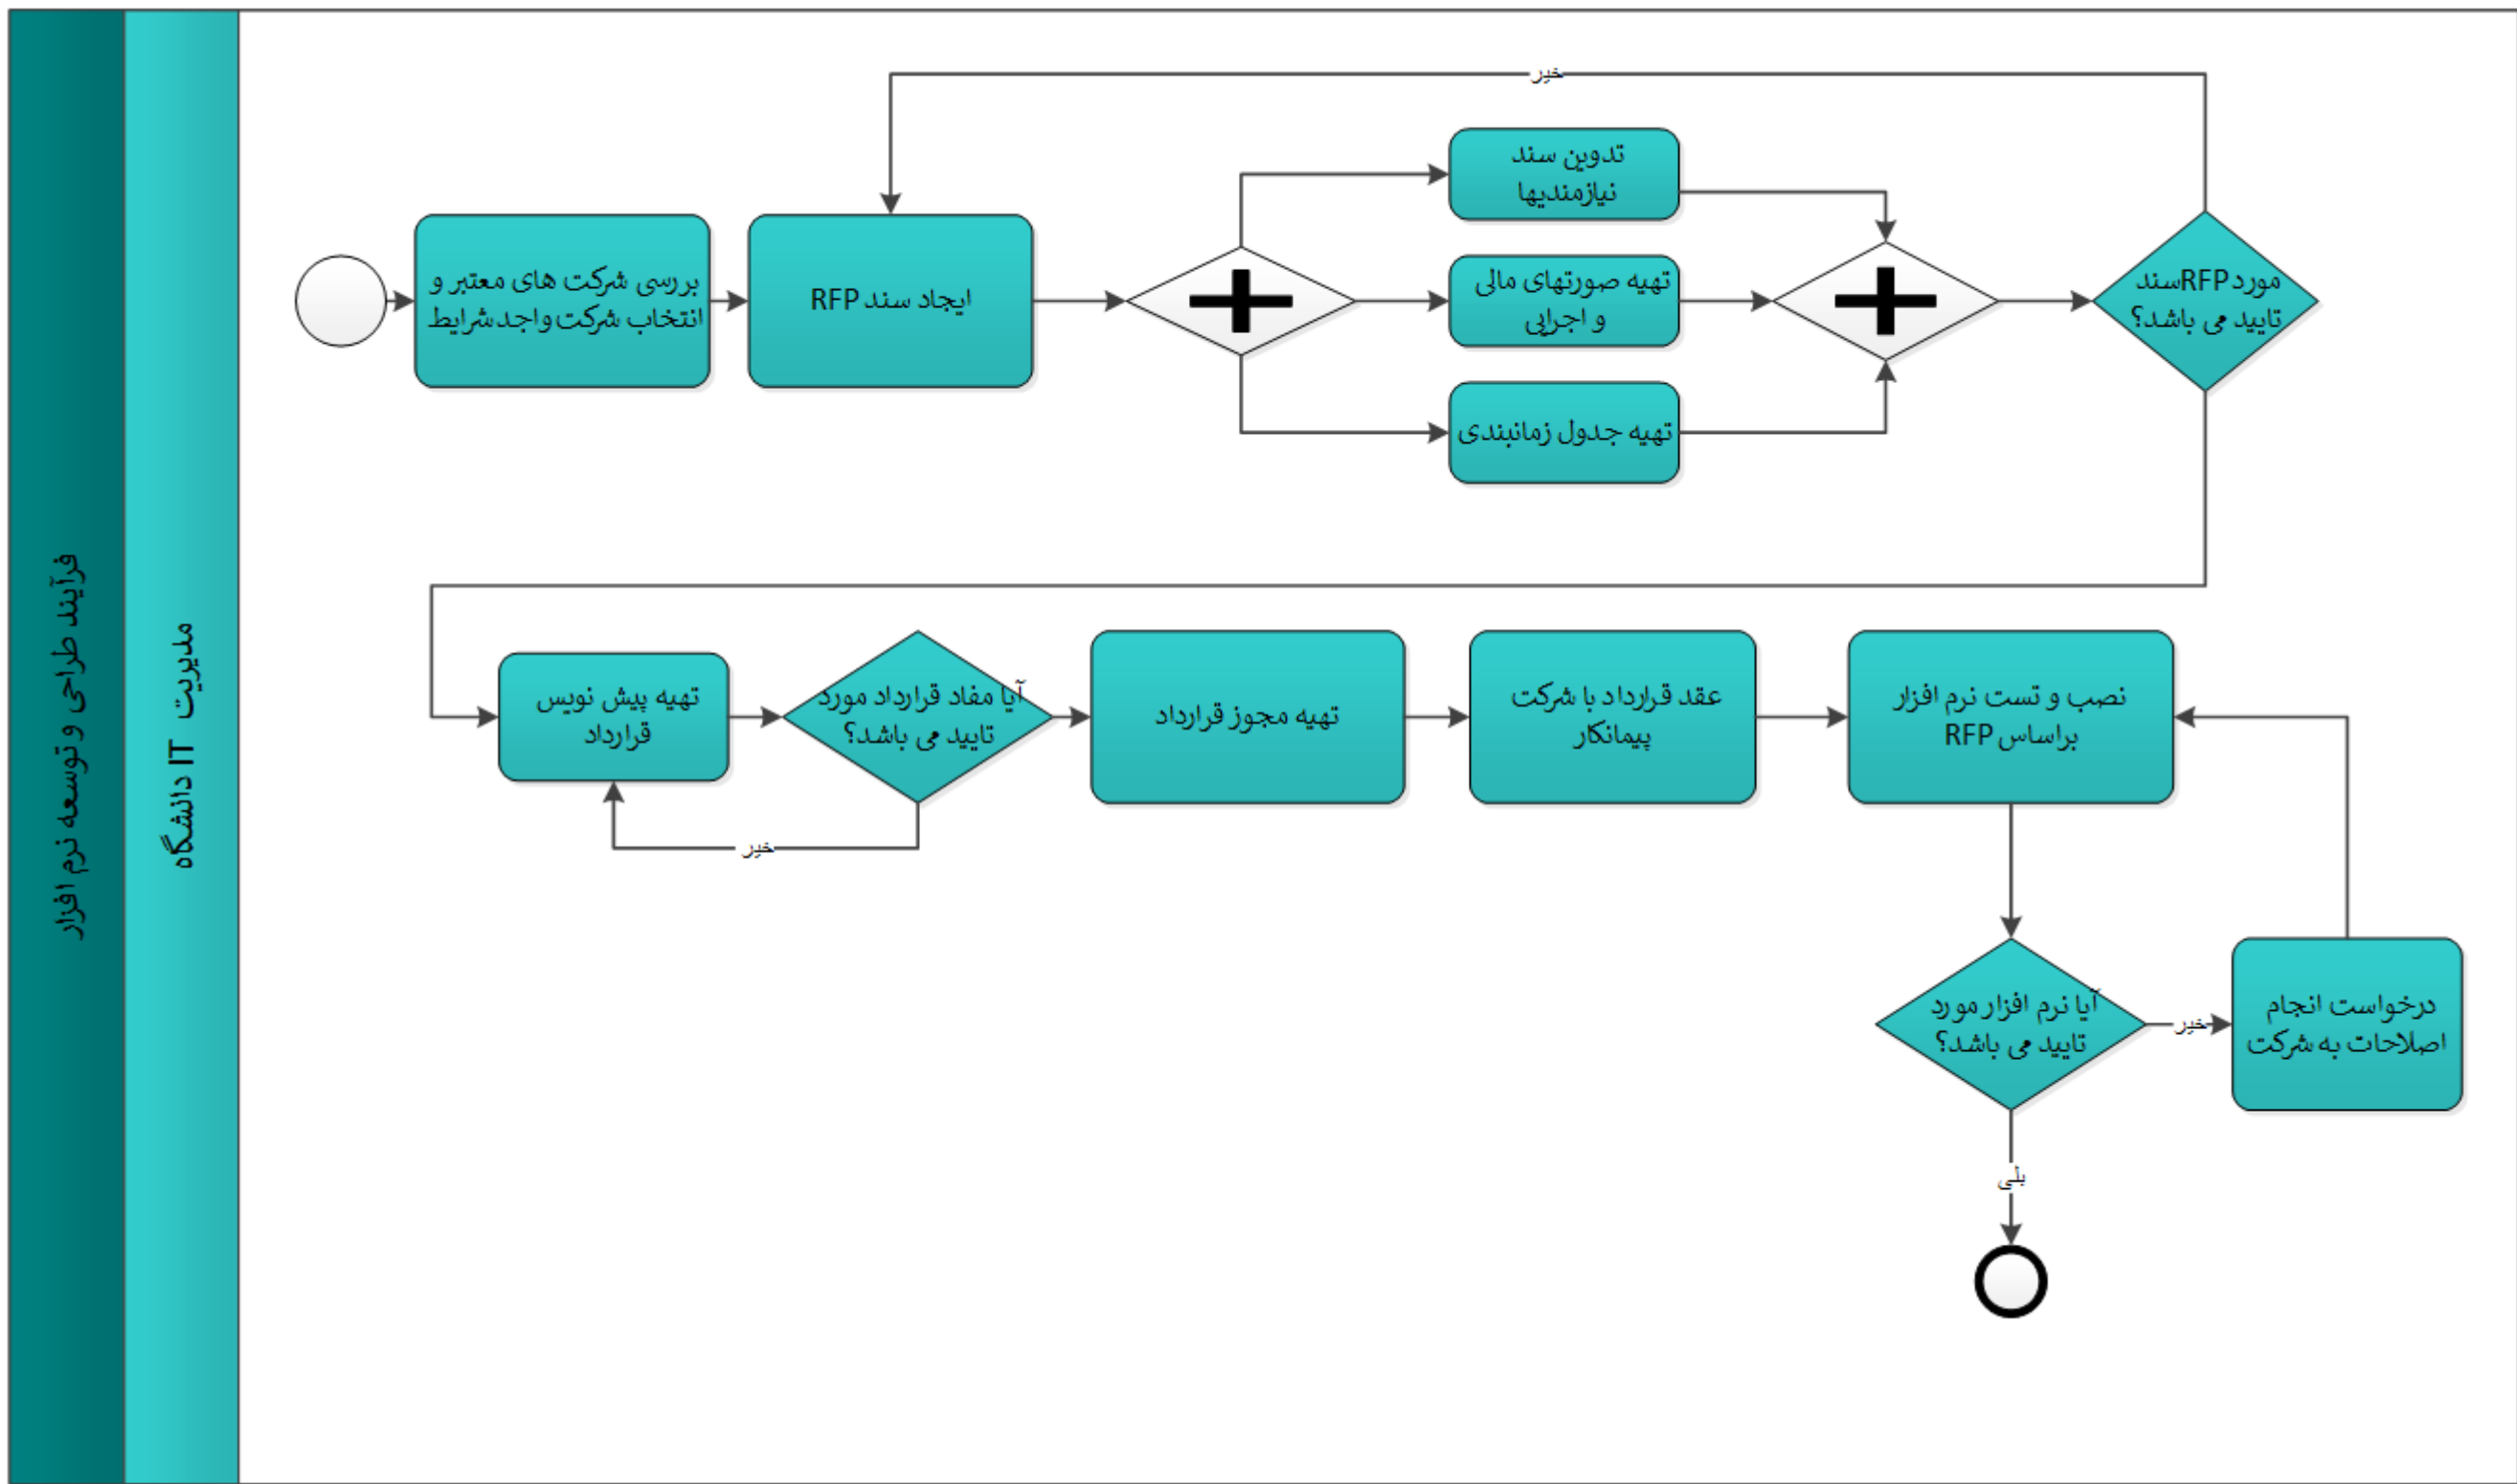 فرآیند طراحی و توسعه نرم افزار
مدیریت IT دانشگاه
خیر
بررسی شرکت های معتبر و
انتخاب شرکت واجد شرایط
ایجاد سند RFP
تدوین سند
نیازمندیها
تهیه صورتهای مالی
و اجرایی
تهیه جدول زمانبندی
سندRFP مورد
تایید می باشد؟
تهیه پیش نویس
قرارداد
آیا مفاد قرارداد مورد
تایید می باشد؟
خیر
تهیه مجوز قرارداد
عقد قرارداد با شرکت
پیمانکار
نصب و تست نرم افزار
براساس RFP
آیا نرم افزار مورد
تایید می باشد؟
خیر
درخواست انجام
اصلاحات به شرکت
بلی